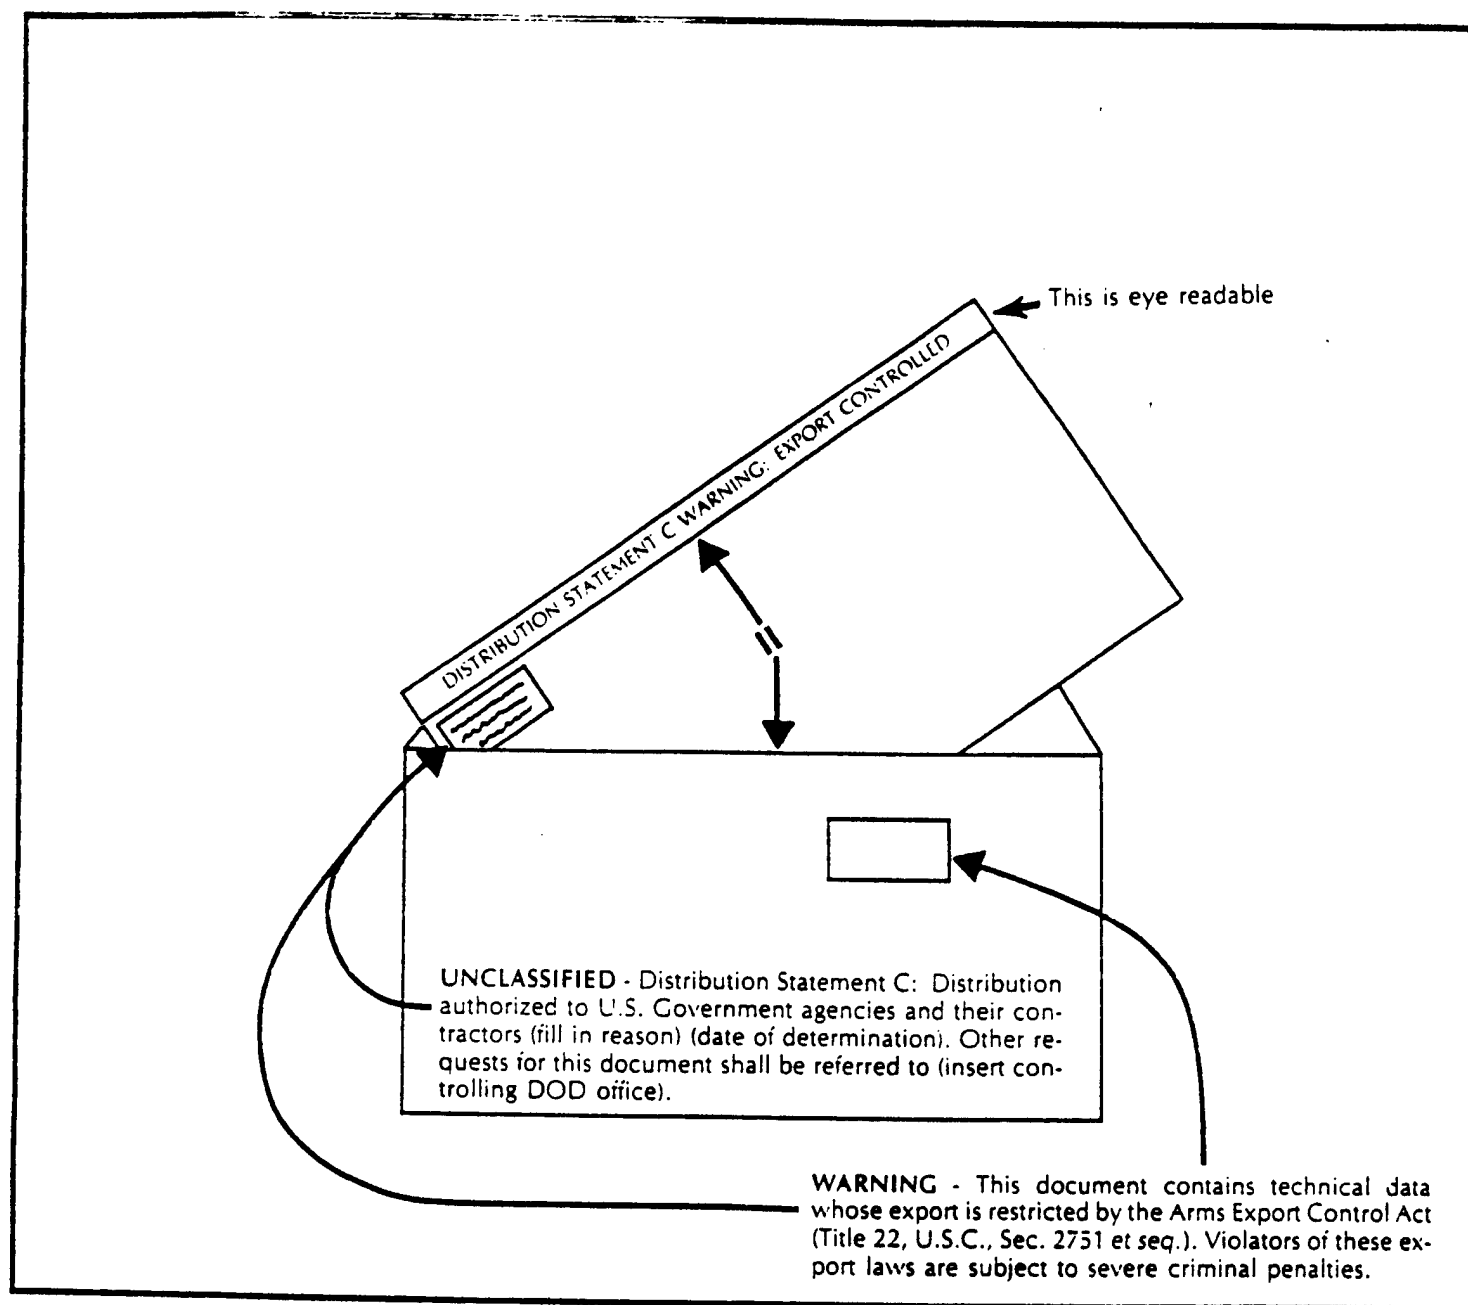 This is eye readable
DISTRIBUTION STATEMENT C WARNING: EXPORT CONTROLLED
UNCLASSIFIED - Distribution Statement C: Distribution
authorized to U.S. Government agencies and their con-
tractors (fill in reason) (date of determination). Other re-
quests for this document shall be referred to (insert con-
trolling DOD office).
WARNING - This document contains technical data
whose export is restricted by the Arms Export Control Act
(Title 22, U.S.C., Sec. 2751 et seq.). Violators of these ex-
port laws are subject to severe criminal penalties.